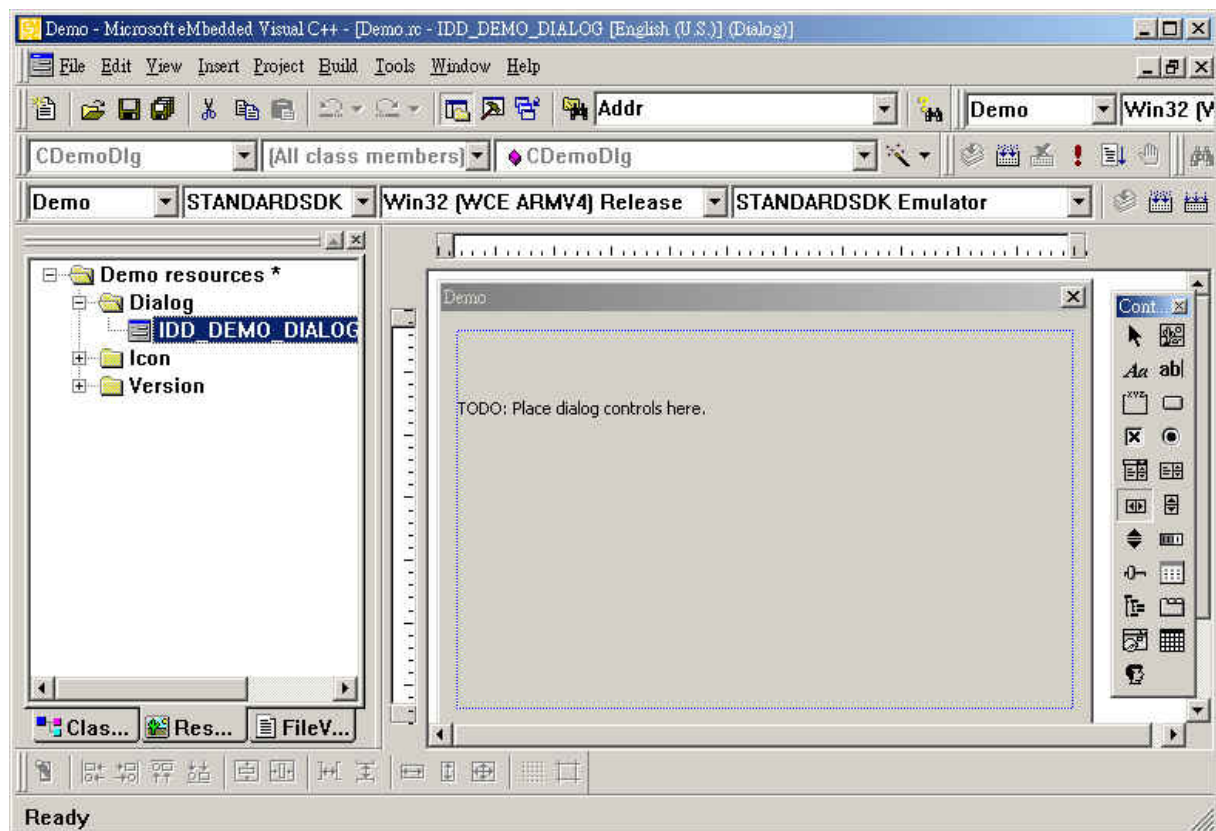 Demo - Microsoft eMbedded Visual C++ - [Demo.rc - IDD_DEMO_DIALOG [English (U.S.)] (Dialog)]
File Edit View Insert Project Build Tools Window Help
Addr Demo Win32 (W
CDemoDlg [All class members] CDemoDlg
Demo STANDARDSDK Win32 (WCE ARMV4) Release STANDARDSDK Emulator
Demo resources *
Dialog
IDD_DEMO_DIALOG
Icon
Version
Clas... Res... FileV...
Demo
TODO: Place dialog controls here.
Cont...
Aa ab|
XYZ
Ready